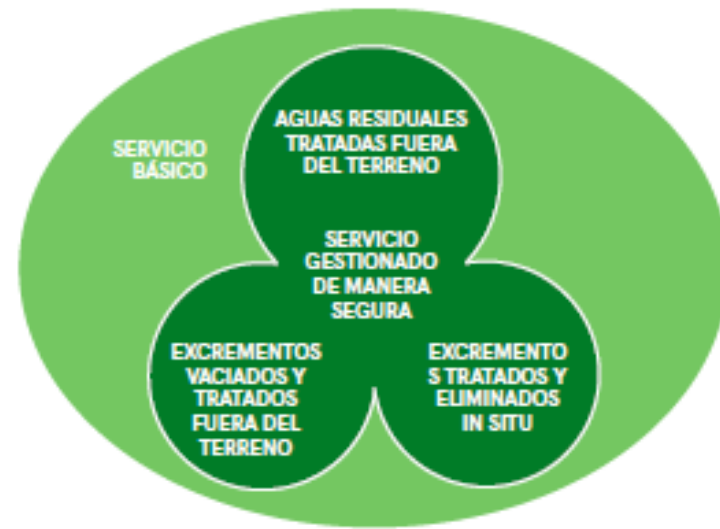 AGUAS RESIDUALES
TRATADAS FUERA
DEL TERRENO
SERVICIO
BÁSICO
SERVICIO
GESTIONADO
DE MANERA
SEGURA
EXCREMENTOS
VACIADOS Y
TRATADOS
FUERA DEL
TERRENO
EXCREMENTO
S TRATADOS Y
ELIMINADOS
IN SITU